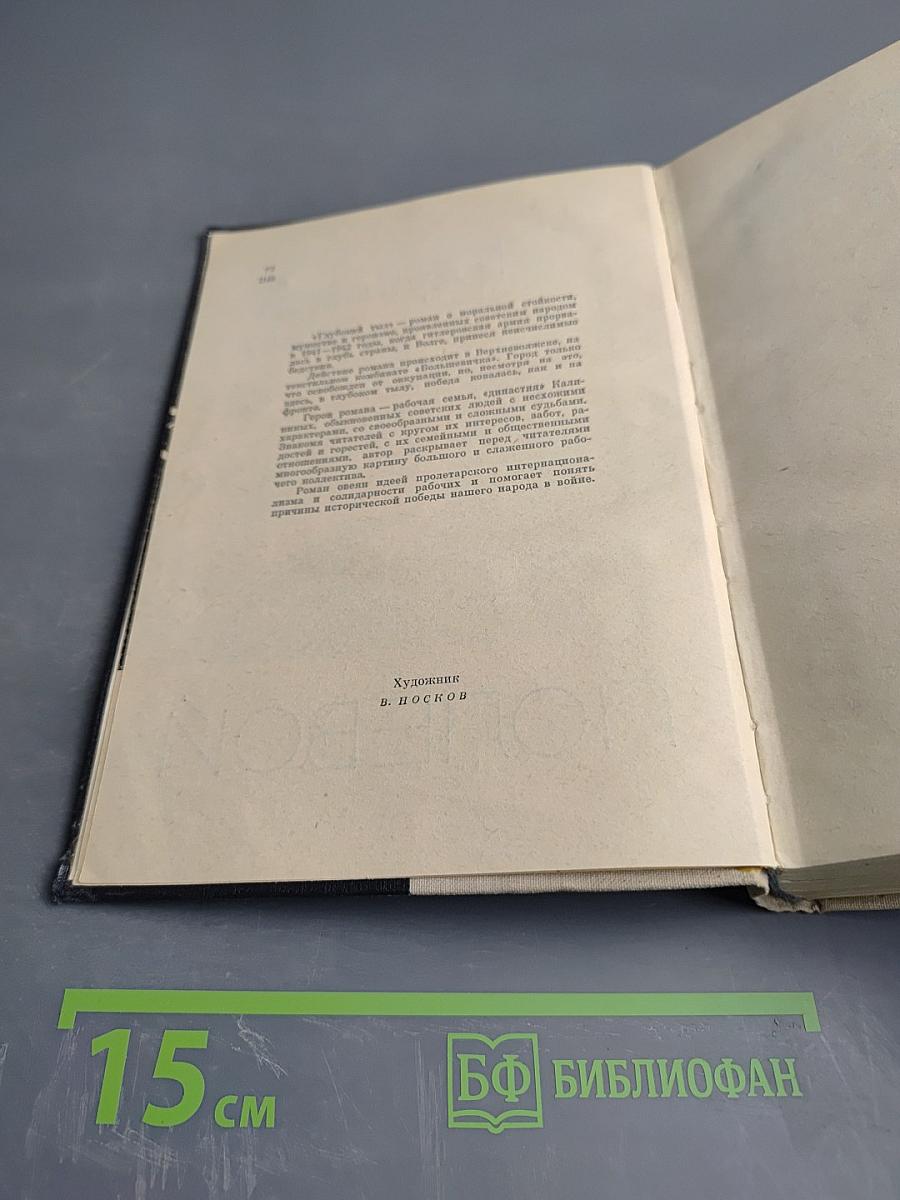 Р2
«Глубокий тыл» — роман о моральной стойкости,
мужестве и героизме, проявленных советским народом
в 1941—1942 годы, когда гитлеровская армия прорва-
лась в глубь страны, к Волге, принеся неисчислимые
бедствия.
Действие романа происходит в Верхневолжске, на
текстильном комбинате «Большевичка». Город только
что освобожден от оккупации, но, несмотря на это,
здесь, в глубоком тылу, победа ковалась, как и на
фронте.
Герои романа — рабочая семья, «династия» Кали-
ниных, обыкновенных советских людей с несхожими
характерами, со своеобразными и сложными судьбами.
Знакомя читателей с кругом их интересов, забот, ра-
достей и горестей, с их семейными и общественными
отношениями, автор раскрывает перед читателями
многообразную картину большого и слаженного рабо-
чего коллектива.
Роман овеян идеей пролетарского интернациона-
лизма и солидарности рабочих и помогает понять
причины исторической победы нашего народа в войне.
Художник
В. НОСКОВ
15 СМ
БФ БИБЛИОФАН